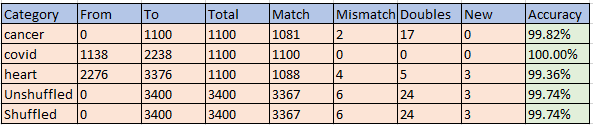 Category From To Total Match Mismatch Doubles New Accuracy
cancer 0 1100 1100 1081 2 17 0 99.82%
covid 1138 2238 1100 1100 0 0 0 100.00%
heart 2276 3376 1100 1088 4 5 3 99.36%
Unshuffled 0 3400 3400 3367 6 24 3 99.74%
Shuffled 0 3400 3400 3367 6 24 3 99.74%